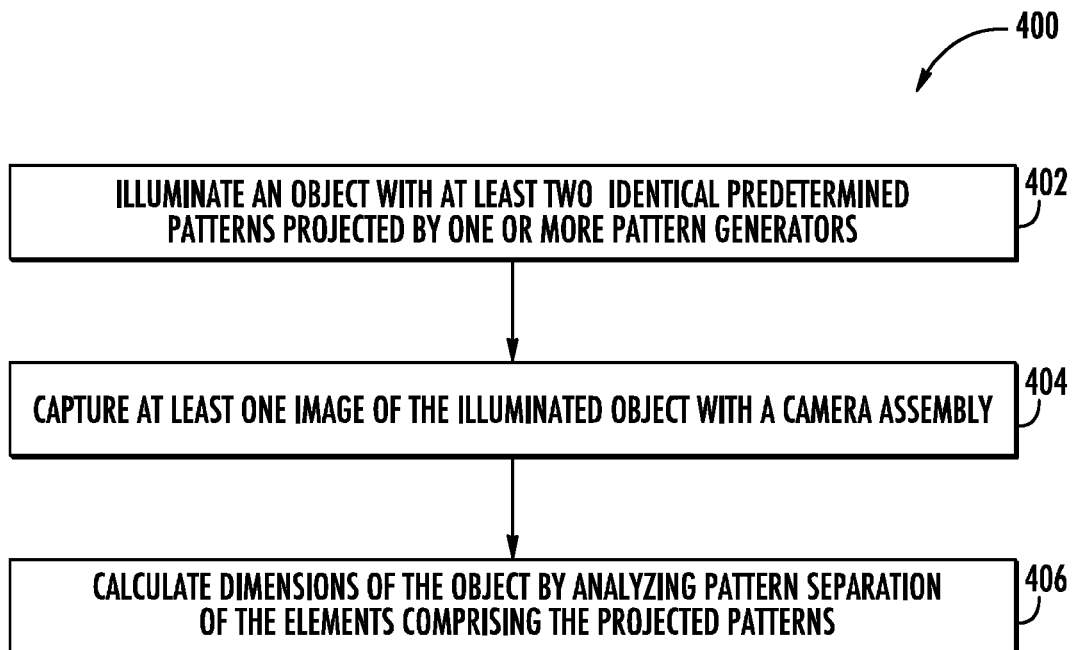 400
ILLUMINATE AN OBJECT WITH AT LEAST TWO IDENTICAL PREDETERMINED
PATTERNS PROJECTED BY ONE OR MORE PATTERN GENERATORS
402
CAPTURE AT LEAST ONE IMAGE OF THE ILLUMINATED OBJECT WITH A CAMERA ASSEMBLY
404
CALCULATE DIMENSIONS OF THE OBJECT BY ANALYZING PATTERN SEPARATION
OF THE ELEMENTS COMPRISING THE PROJECTED PATTERNS
406